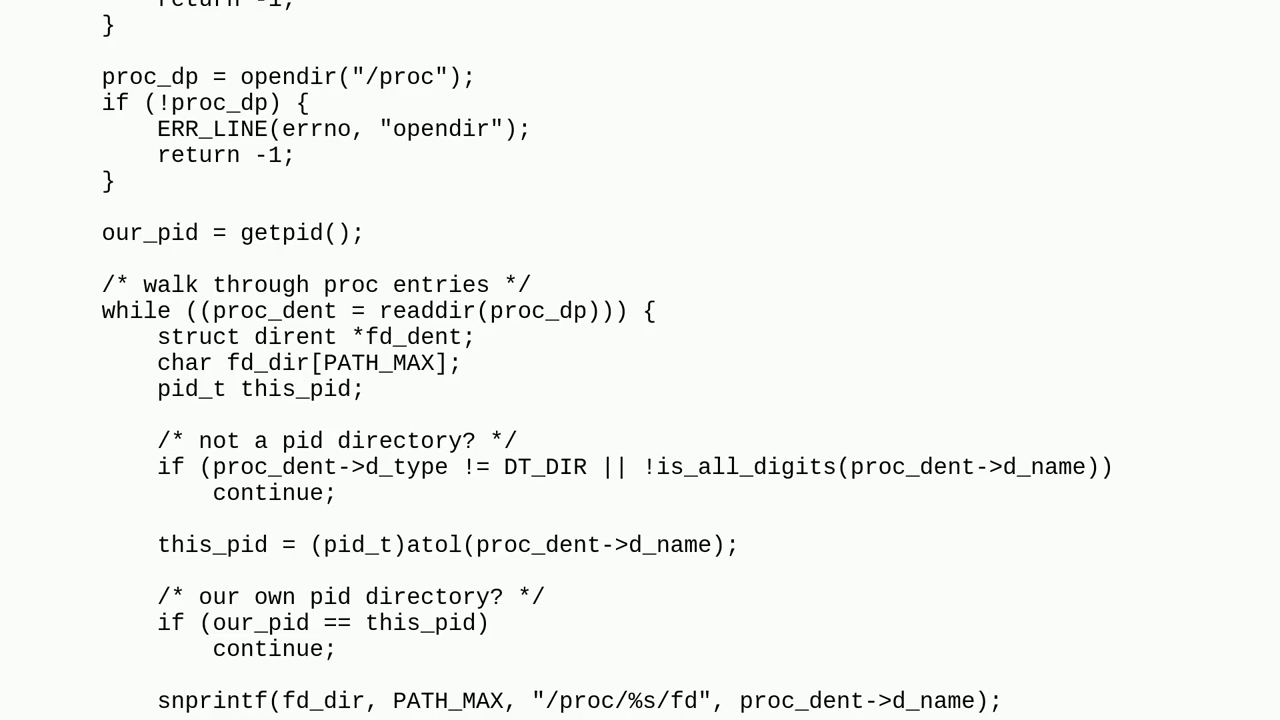 return -1;
}
proc_dp = opendir("/proc");
if (!proc_dp) {
ERR_LINE(errno, "opendir");
return -1;
}
our_pid = getpid();
/* walk through proc entries */
while ((proc_dent = readdir(proc_dp))) {
struct dirent *fd_dent;
char fd_dir[PATH_MAX];
pid_t this_pid;
/* not a pid directory? */
if (proc_dent->d_type != DT_DIR || !is_all_digits(proc_dent->d_name))
continue;
this_pid = (pid_t)atol(proc_dent->d_name);
/* our own pid directory? */
if (our_pid == this_pid)
continue;
snprintf(fd_dir, PATH_MAX, "/proc/%s/fd", proc_dent->d_name);